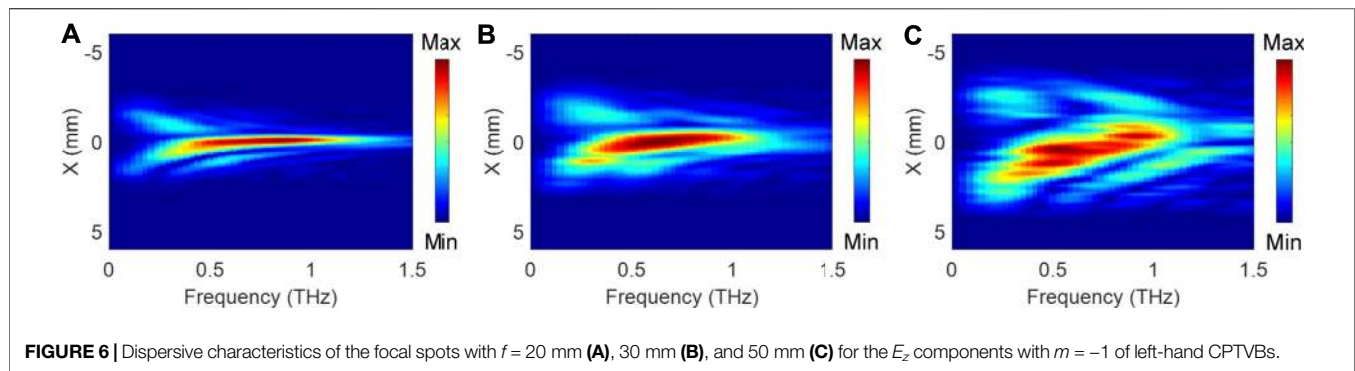 A
B
C
Max
Max
Max
-5
-5
-5
X (mm)
X (mm)
X (mm)
0
0
0
5
5
5
Min
Min
Min
0
0.5
1
1.5
0
0.5
1
1.5
0
0.5
1
1.5
Frequency (THz)
Frequency (THz)
Frequency (THz)
FIGURE 6 | Dispersive characteristics of the focal spots with f = 20 mm (A), 30 mm (B), and 50 mm (C) for the Ez components with m = −1 of left-hand CPTVBs.